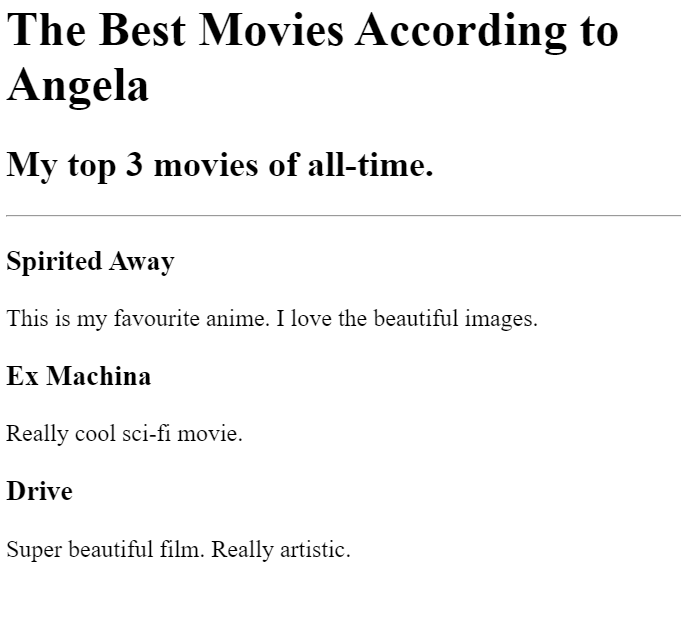 The Best Movies According to
Angela
My top 3 movies of all-time.
Spirited Away
This is my favourite anime. I love the beautiful images.
Ex Machina
Really cool sci-fi movie.
Drive
Super beautiful film. Really artistic.